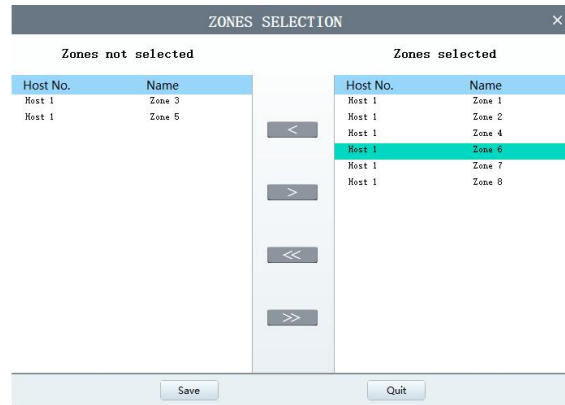 ZONES SELECTION ×
Zones not selected
Host No. Name
Host 1 Zone 3
Host 1 Zone 5
<
>
<<
>>
Zones selected
Host No. Name
Host 1 Zone 1
Host 1 Zone 2
Host 1 Zone 4
Host 1 Zone 6
Host 1 Zone 7
Host 1 Zone 8
Save Quit